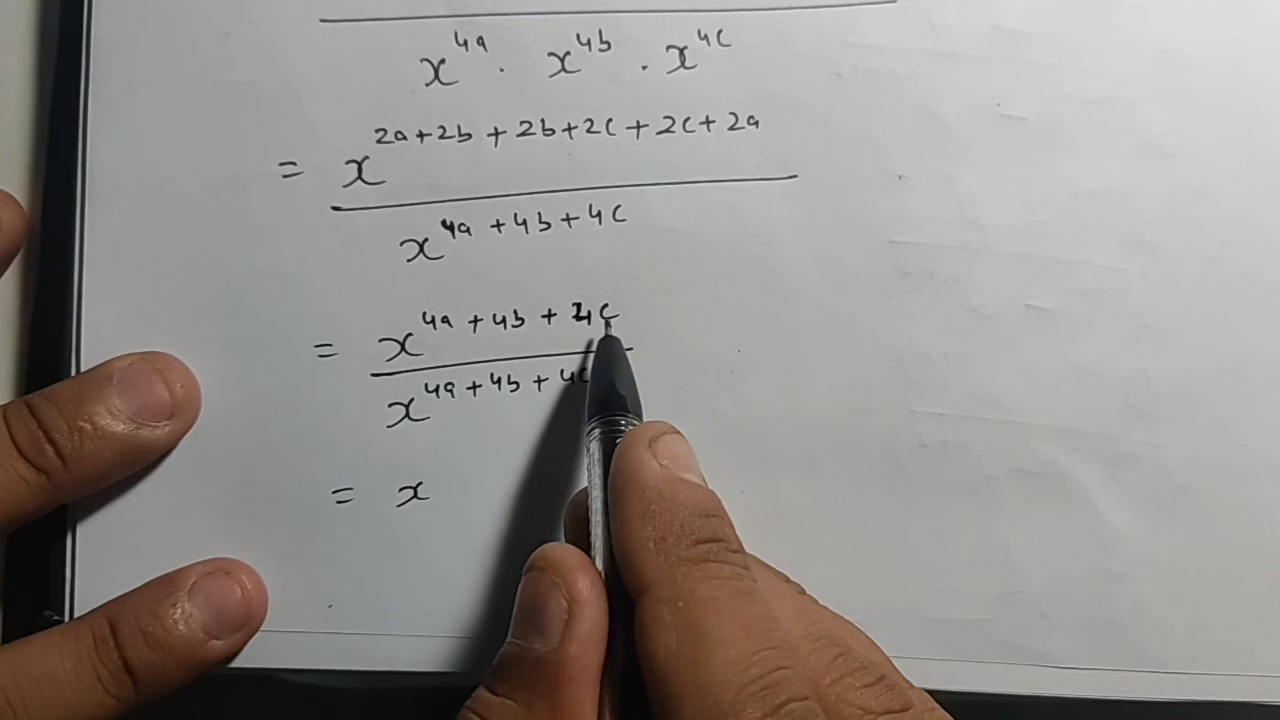 x^4a . x^4b . x^4c
= x^2a+2b+2b+2c+2c+2a
x^4a+4b+4c
= x^4a+4b+4c
x^4a+4b+4c
= x